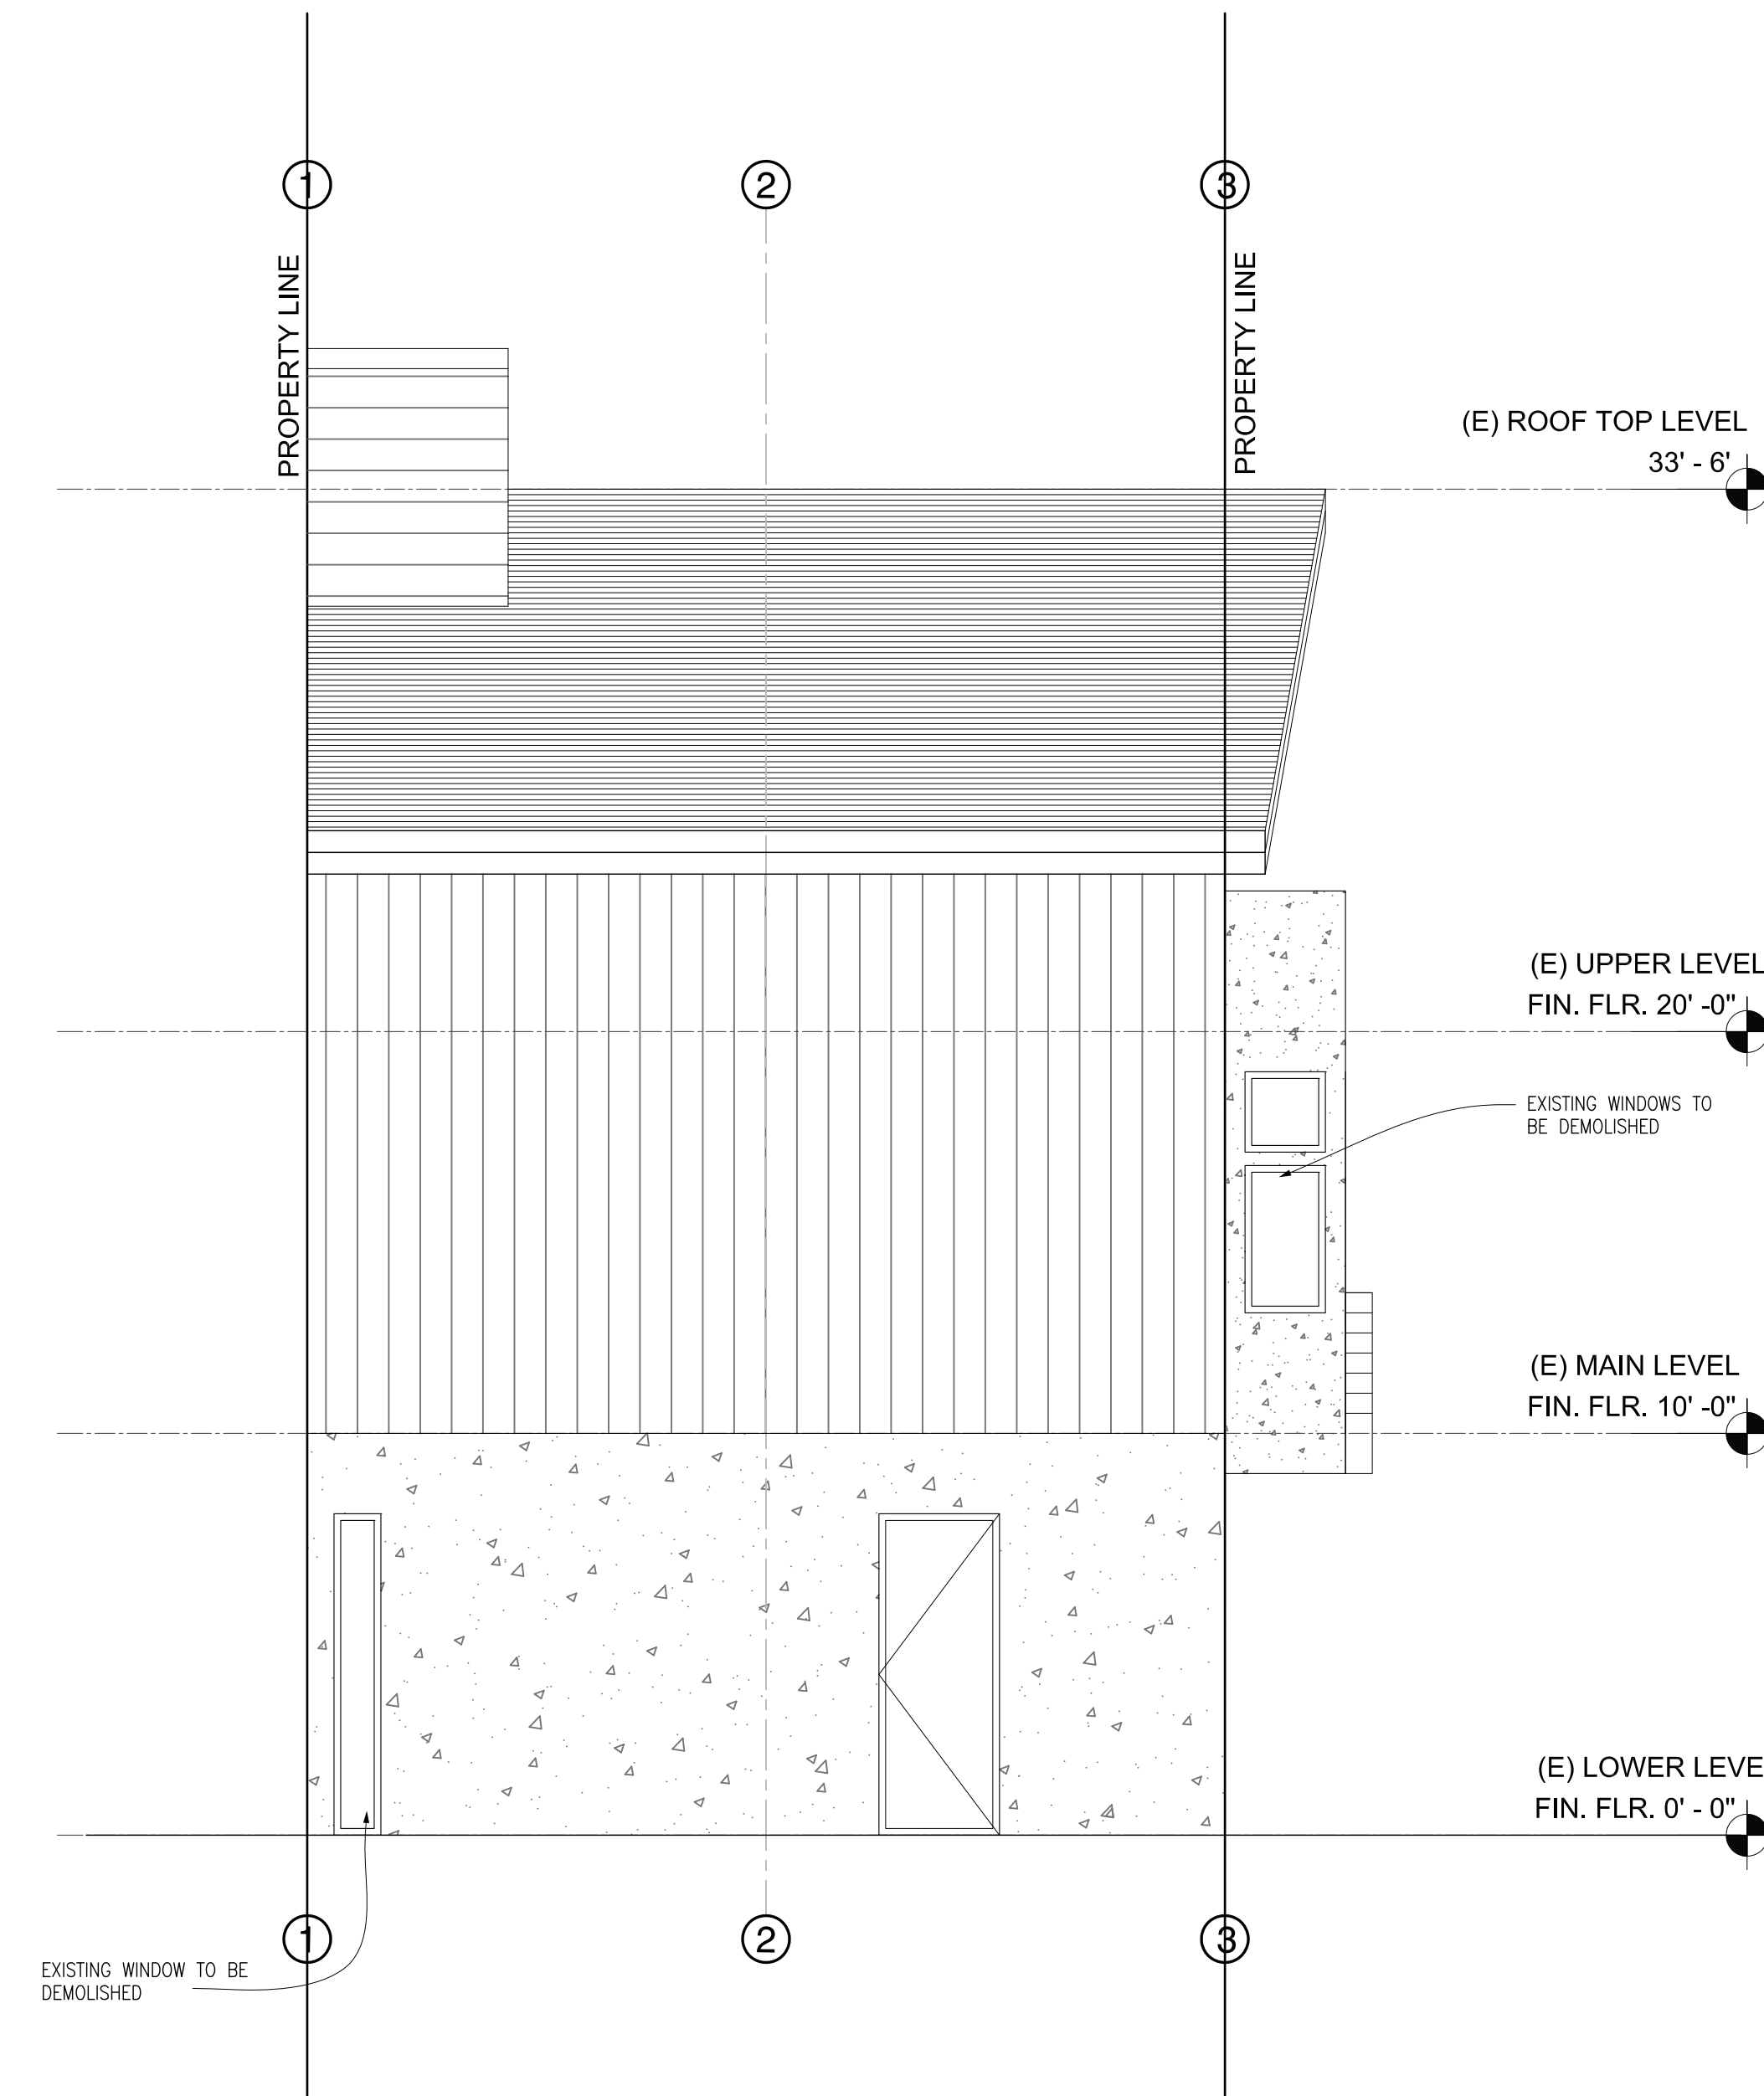 1
2
3
PROPERTY LINE
PROPERTY LINE
(E) ROOF TOP LEVEL
33' - 6'
(E) UPPER LEVEL
FIN. FLR. 20' -0"
EXISTING WINDOWS TO
BE DEMOLISHED
(E) MAIN LEVEL
FIN. FLR. 10' -0"
(E) LOWER LEVE
FIN. FLR. 0' - 0"
1
2
3
EXISTING WINDOW TO BE
DEMOLISHED